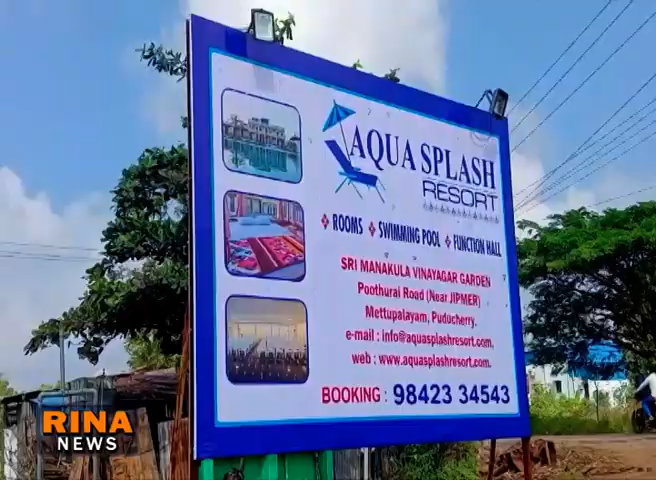 AQUA SPLASH
RESORT
ROOMS SWIMMING POOL FUNCTION HALL
SRI MANAKULA VINAYAGAR GARDEN
Poothurai Road (Near JIPMER)
Mettupalayam, Puducherry.
e-mail : info@aquasplashresort.com,
web : www.aquasplashresort.com.
BOOKING : 98423 34543
RINA
NEWS